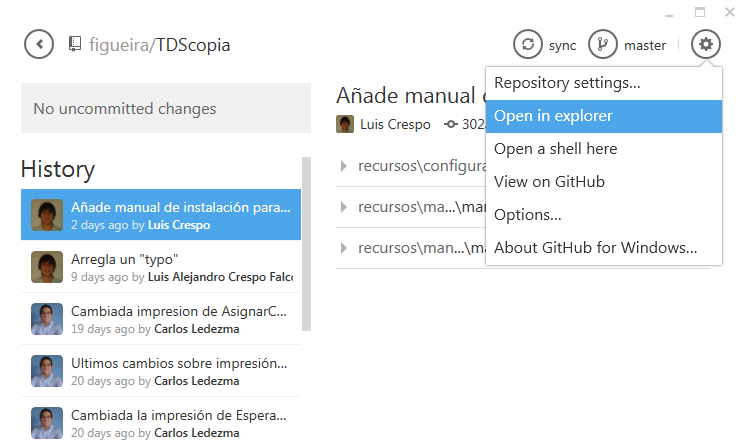 figueira/TDScopia
sync
master
No uncommitted changes
History
Añade manual de instalación para...
2 days ago by Luis Crespo
Arregla un "typo"
9 days ago by Luis Alejandro Crespo Falco
Cambiada impresion de AsignarC...
19 days ago by Carlos Ledezma
Ultimos cambios sobre impresión...
20 days ago by Carlos Ledezma
Cambiada la impresión de Espera...
20 days ago by Carlos Ledezma
Añade manual
Luis Crespo
302
recursos\configura
recursos\ma...\man
recursos\man...\ma
Repository settings...
Open in explorer
Open a shell here
View on GitHub
Options...
About GitHub for Windows...